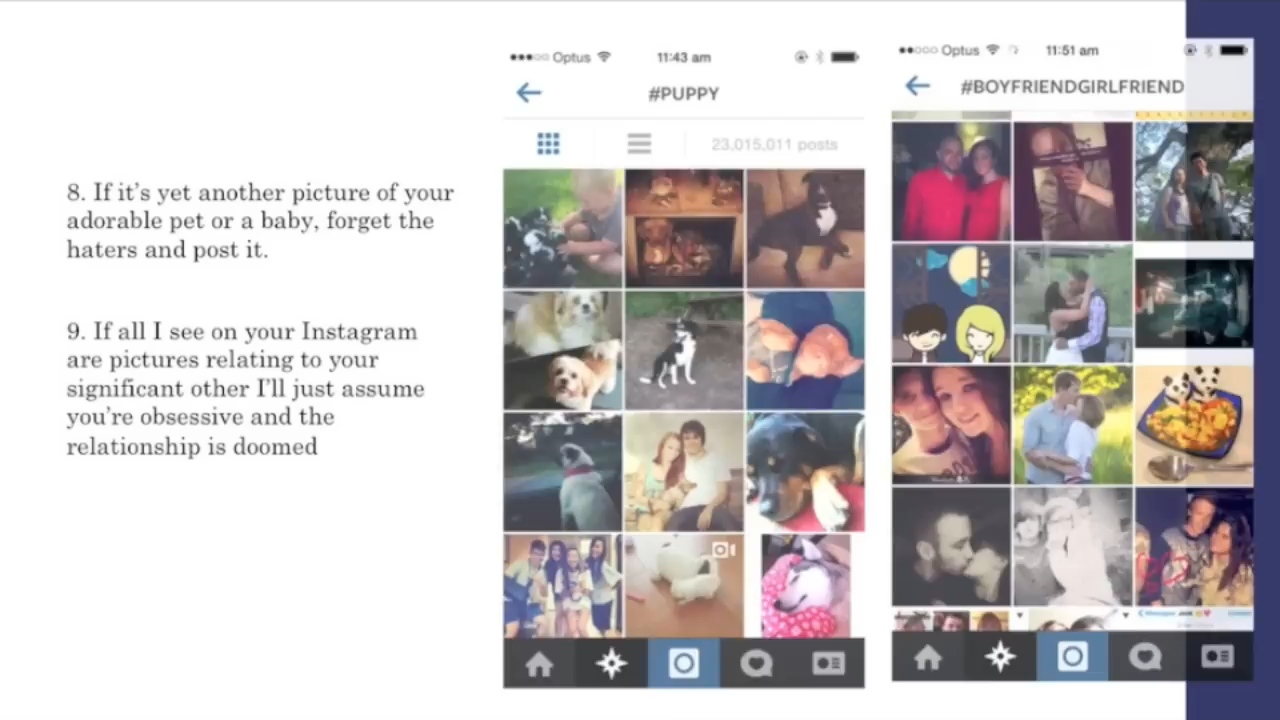 8. If it's yet another picture of your
adorable pet or a baby, forget the
haters and post it.
9. If all I see on your Instagram
are pictures relating to your
significant other I'll just assume
you're obsessive and the
relationship is doomed
Optus 11:43 am
#PUPPY
23,015,011 posts
Optus 11:51 am
#BOYFRIENDGIRLFRIEND